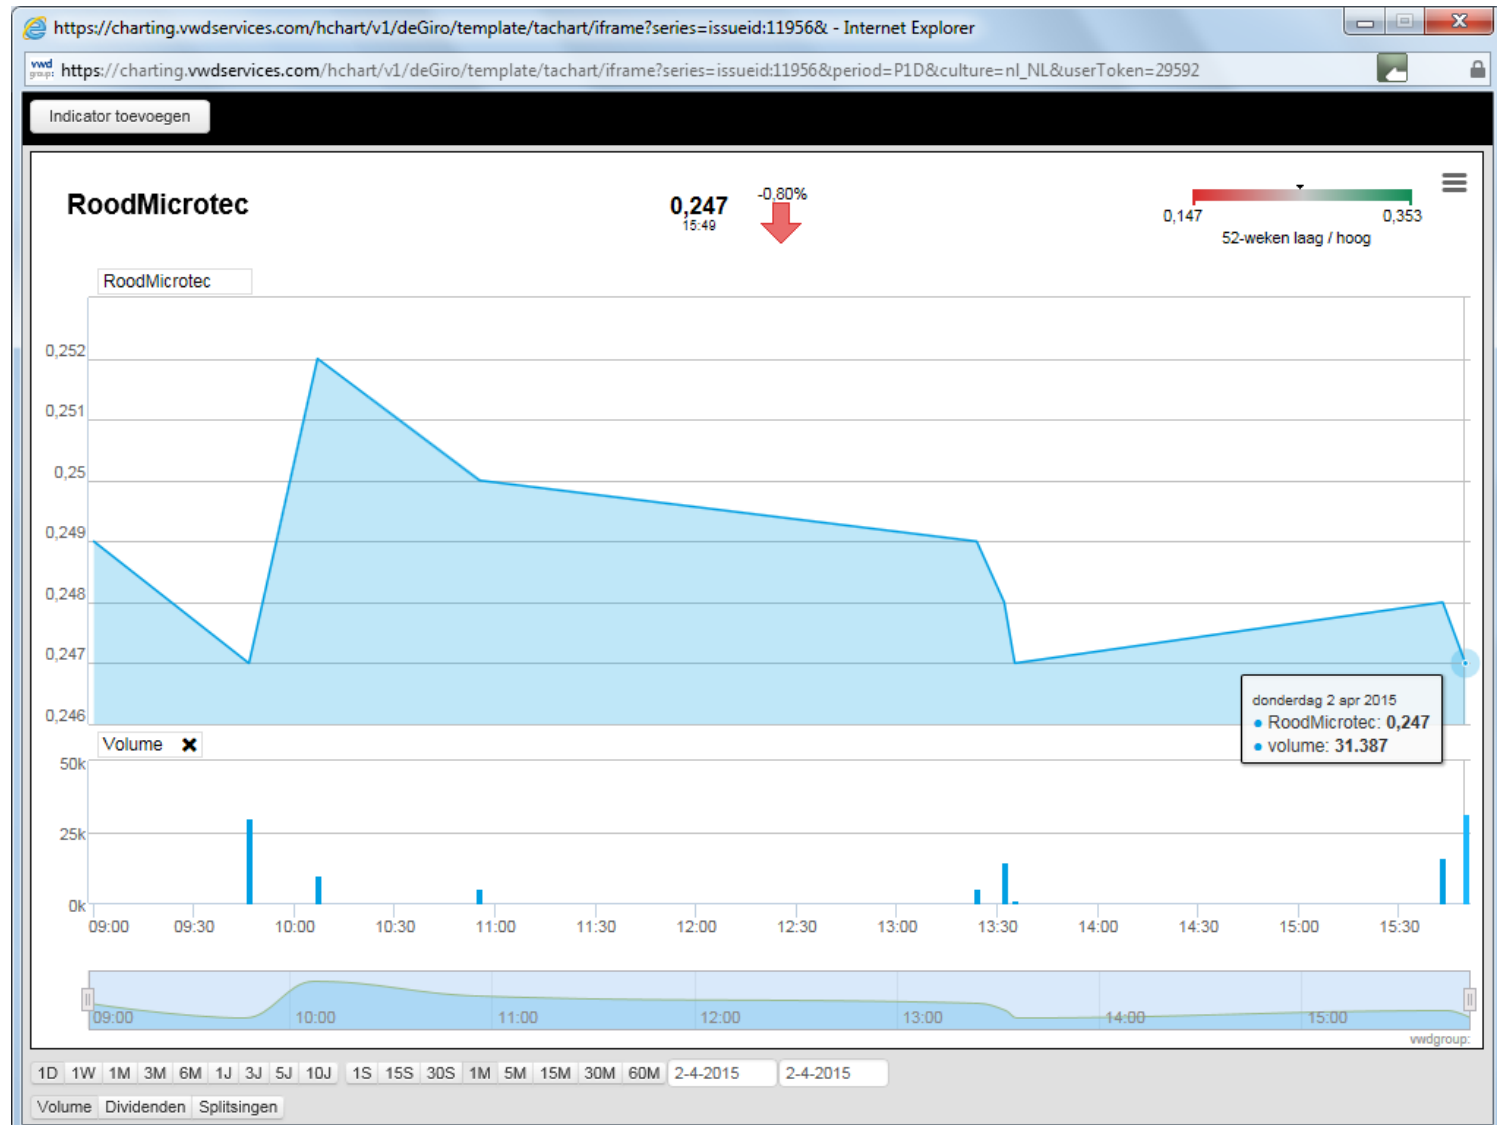 https://charting.vwdservices.com/hchart/v1/deGiro/template/tachart/iframe?series=issueid:11956& - Internet Explorer
vwd group: https://charting.vwdservices.com/hchart/v1/deGiro/template/tachart/iframe?series=issueid:11956&period=P1D&culture=nl_NL&userToken=29592
Indicator toevoegen
RoodMicrotec
0,247
15:49
-0,80%
0,147 0,353
52-weken laag / hoog
RoodMicrotec
0,252
0,251
0,25
0,249
0,248
0,247
0,246
donderdag 2 apr 2015
• RoodMicrotec: 0,247
• volume: 31.387
Volume ✖
50k
25k
0k
09:00 09:30 10:00 10:30 11:00 11:30 12:00 12:30 13:00 13:30 14:00 14:30 15:00 15:30
09:00 10:00 11:00 12:00 13:00 14:00 15:00
vwdgroup:
1D 1W 1M 3M 6M 1J 3J 5J 10J 1S 15S 30S 1M 5M 15M 30M 60M 2-4-2015 2-4-2015
Volume Dividenden Splitsingen